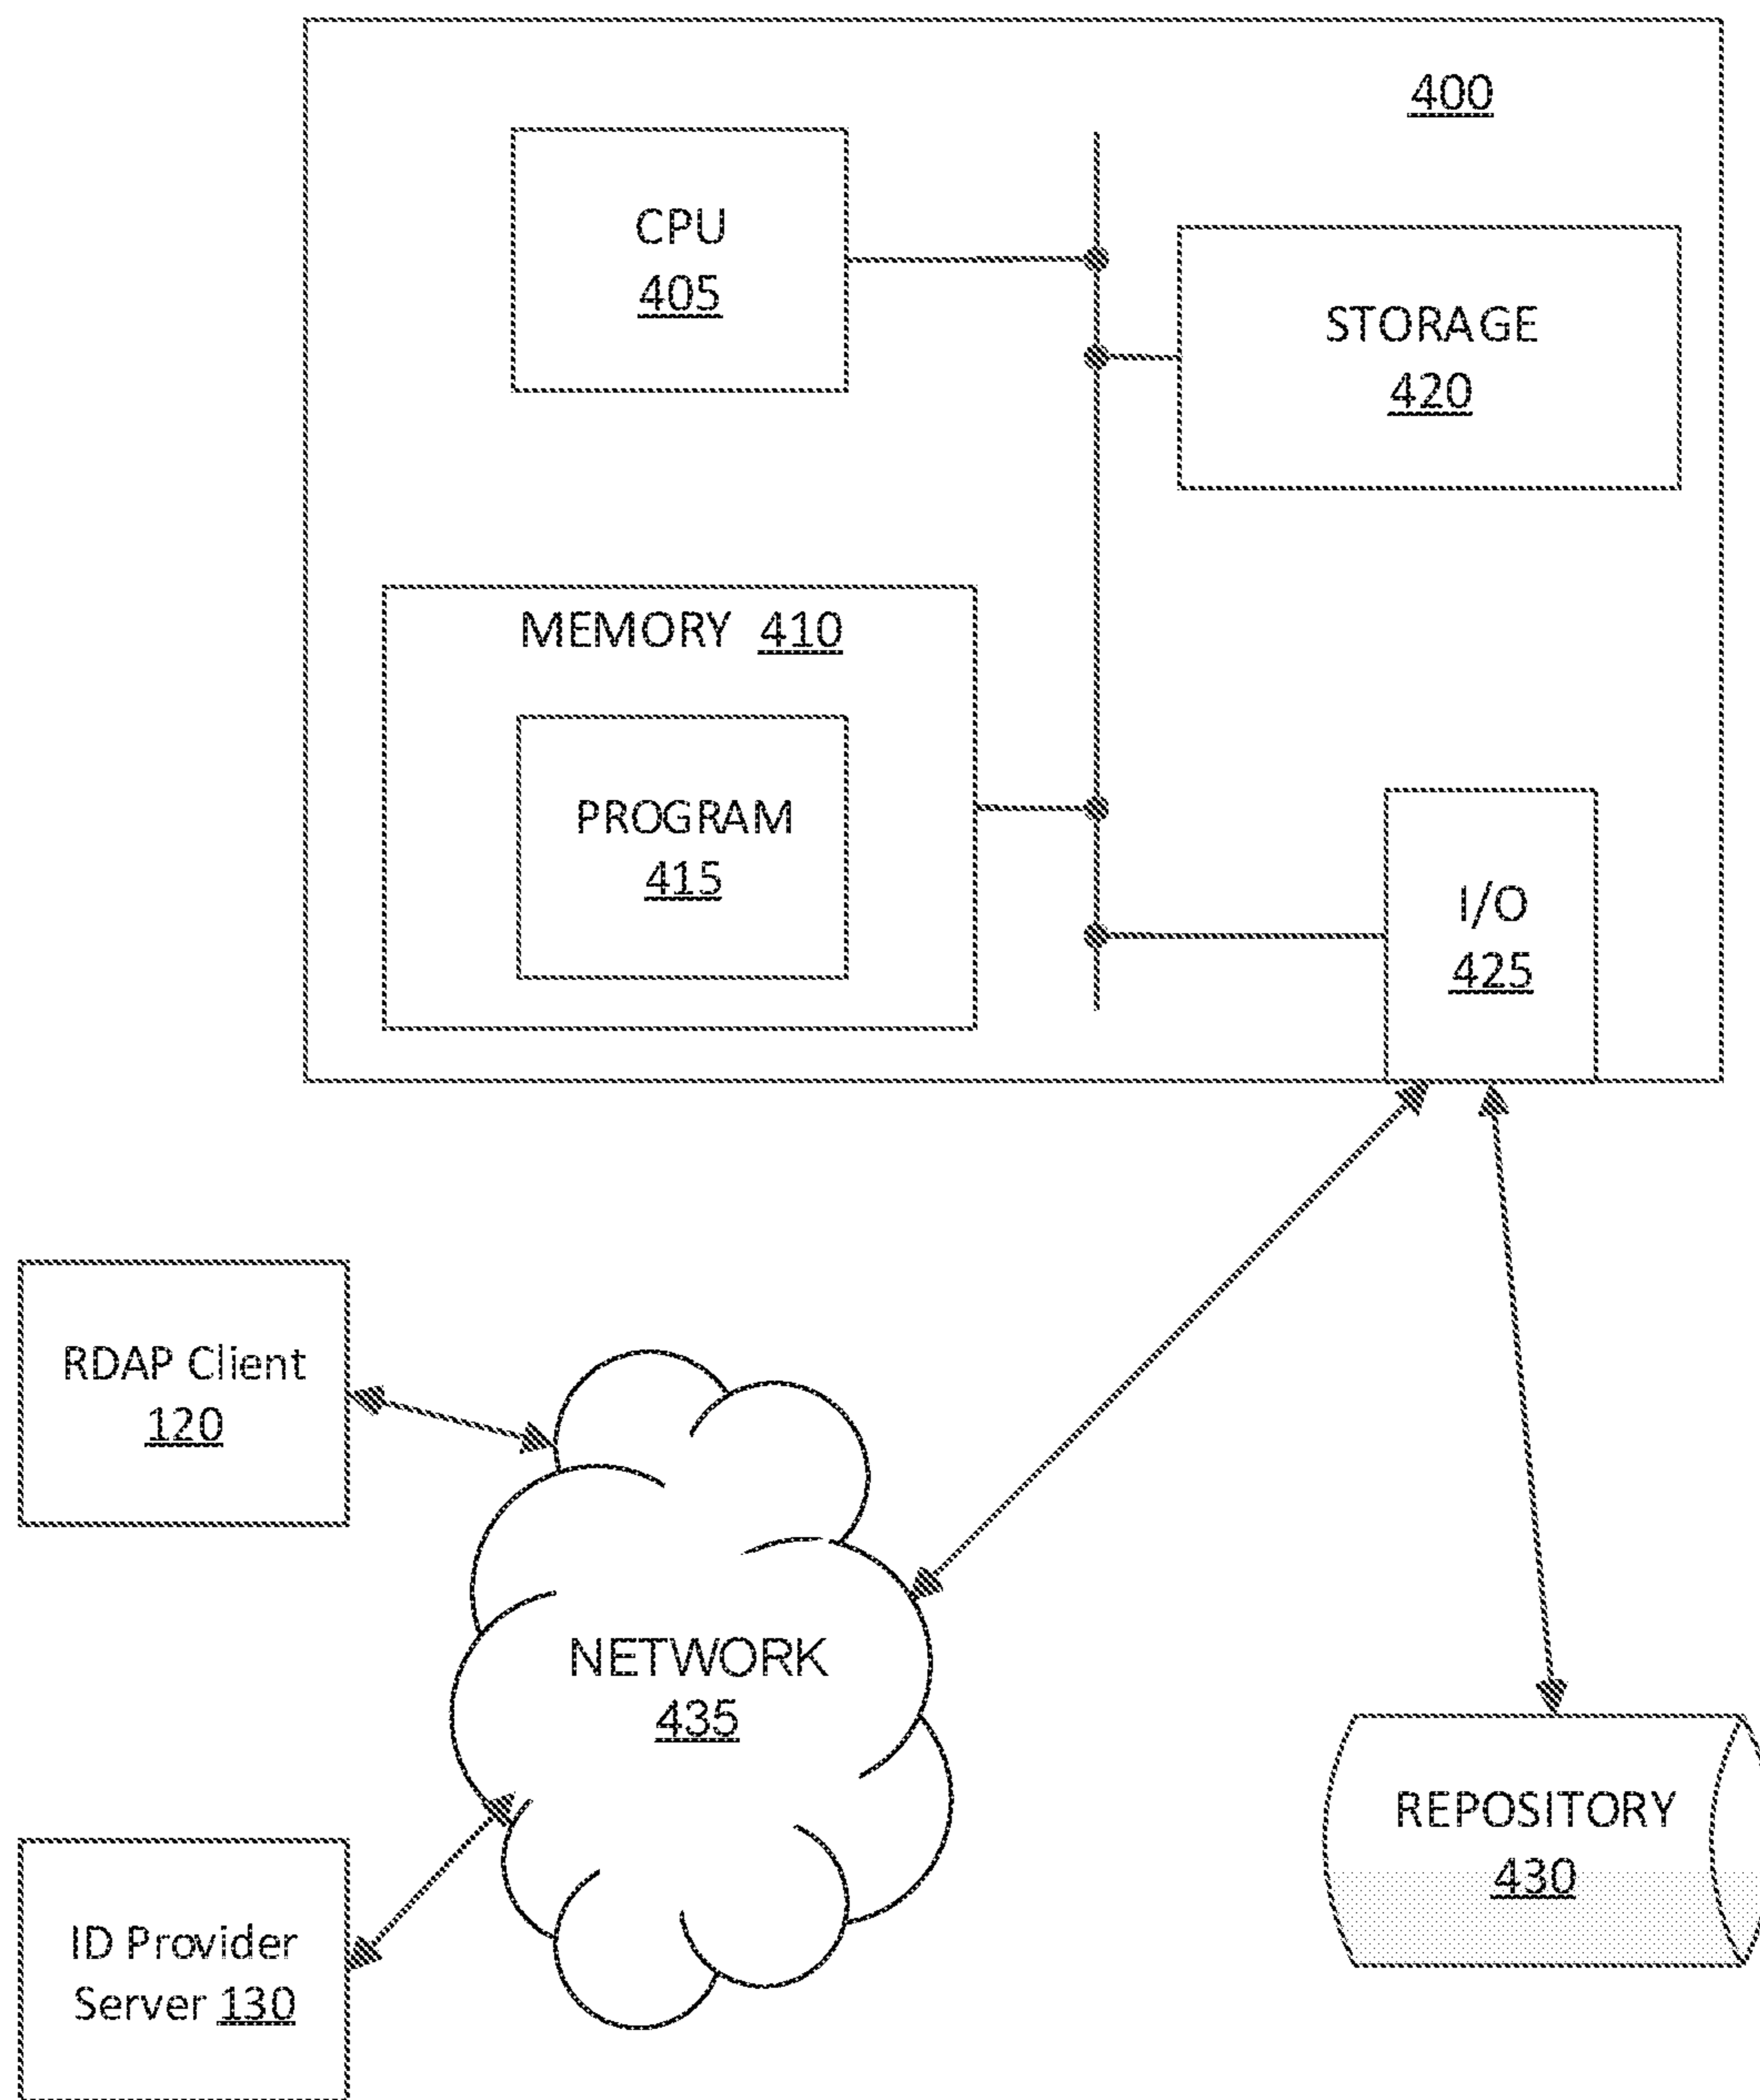 400
CPU
405
STORAGE
420
MEMORY 410
PROGRAM
415
I/O
425
RDAP Client
120
NETWORK
435
REPOSITORY
430
ID Provider
Server 130